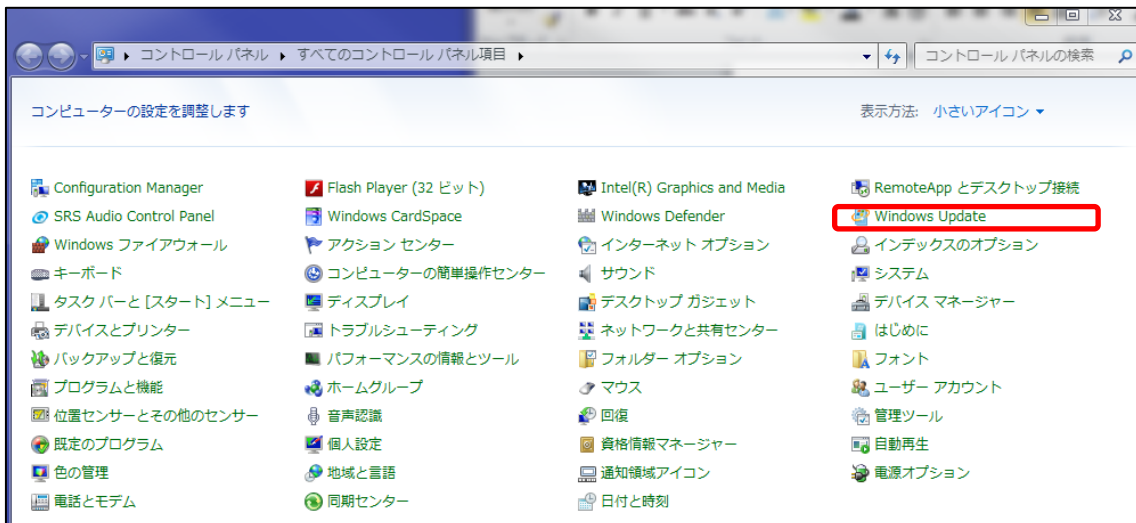 コントロール パネル ▸ すべてのコントロール パネル項目 ▸ コントロール パネルの検索
コンピューターの設定を調整します 表示方法: 小さいアイコン
Configuration Manager Flash Player (32 ビット) Intel(R) Graphics and Media RemoteApp とデスクトップ接続
SRS Audio Control Panel Windows CardSpace Windows Defender Windows Update
Windows ファイアウォール アクション センター インターネット オプション インデックスのオプション
キーボード コンピューターの簡単操作センター サウンド システム
タスク バーと [スタート] メニュー ディスプレイ デスクトップ ガジェット デバイス マネージャー
デバイスとプリンター トラブルシューティング ネットワークと共有センター はじめに
バックアップと復元 パフォーマンスの情報とツール フォルダー オプション フォント
プログラムと機能 ホームグループ マウス ユーザー アカウント
位置センサーとその他のセンサー 音声認識 回復 管理ツール
既定のプログラム 個人設定 資格情報マネージャー 自動再生
色の管理 地域と言語 通知領域アイコン 電源オプション
電話とモデム 同期センター 日付と時刻